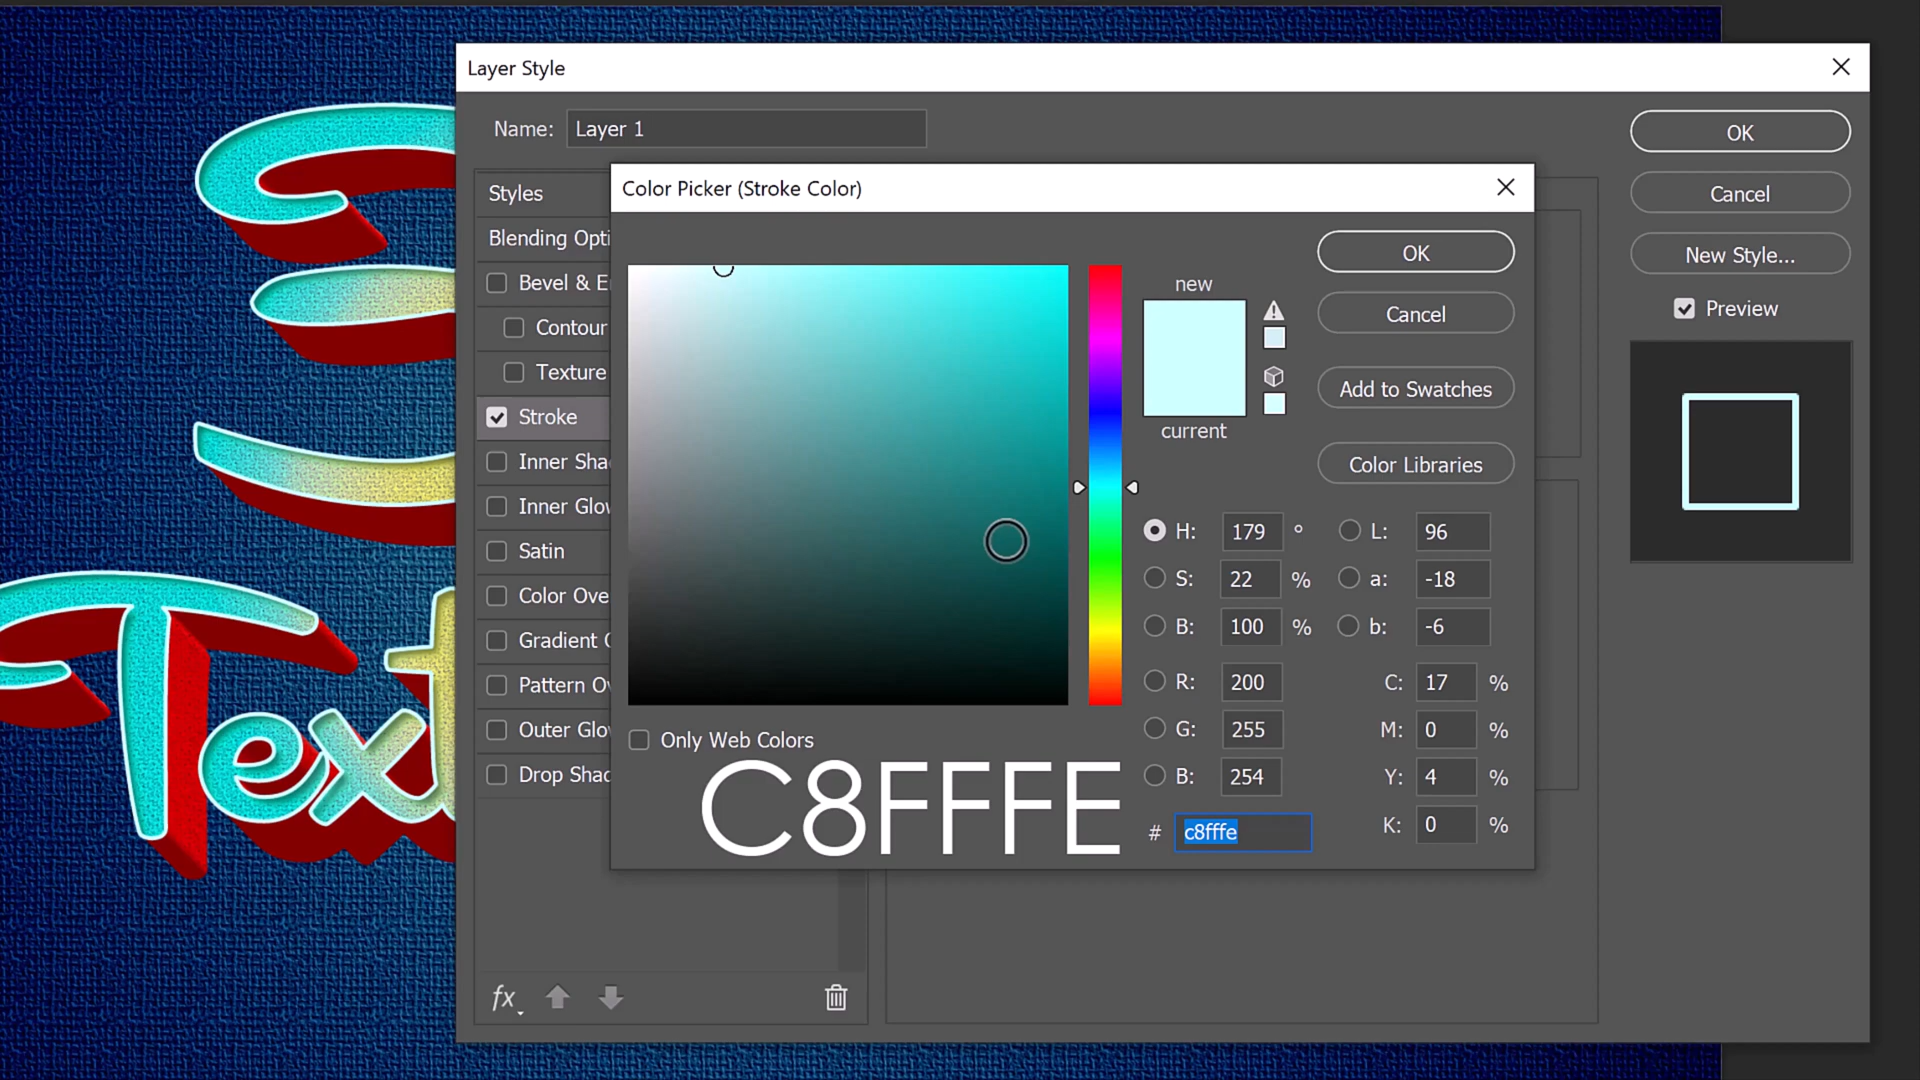 Layer Style
Name: Layer 1
OK
Cancel
New Style...
Preview
Styles
Blending Opti
Bevel & E
Contour
Texture
Stroke
Inner Sha
Inner Glo
Satin
Color Ove
Gradient
Pattern Ov
Outer Glo
Drop Shad
fx
Color Picker (Stroke Color)
new
current
OK
Cancel
Add to Swatches
Color Libraries
H: 179 °
S: 22 %
B: 100 %
R: 200
G: 255
B: 254
# c8fffe
L: 96
a: -18
b: -6
C: 17 %
M: 0 %
Y: 4 %
K: 0 %
Only Web Colors
C8FFFE
Text